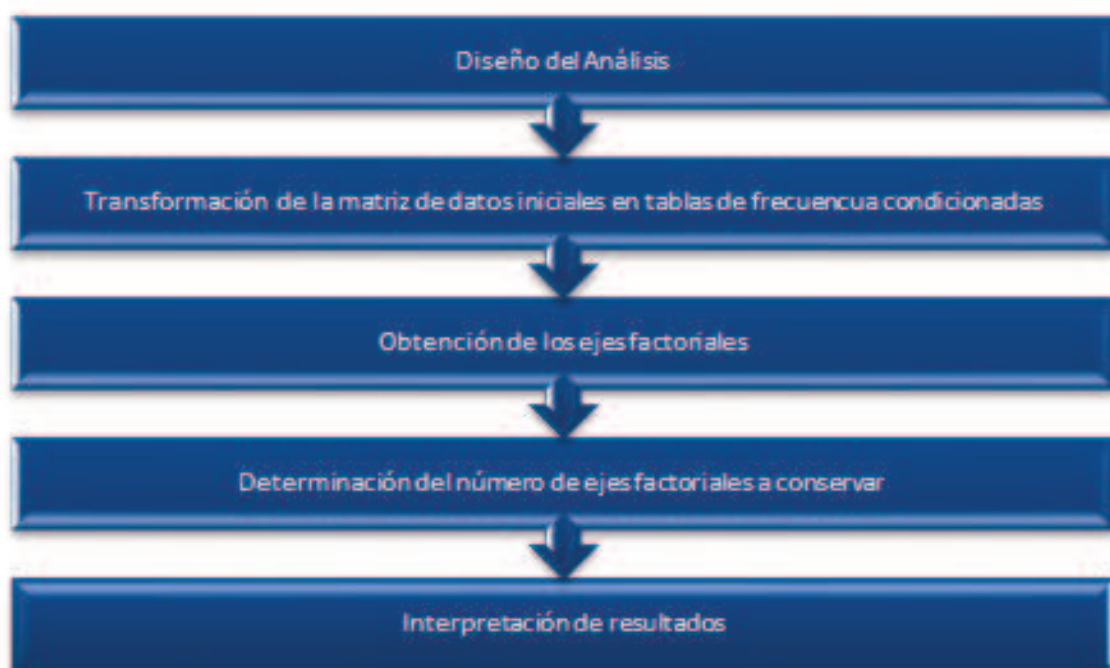 Diseño del Análisis
Transformación de la matriz de datos iniciales en tablas de frecuencua condicionadas
Obtención de los ejes factoriales
Determinación del número de ejes factoriales a conservar
Interpretación de resultados